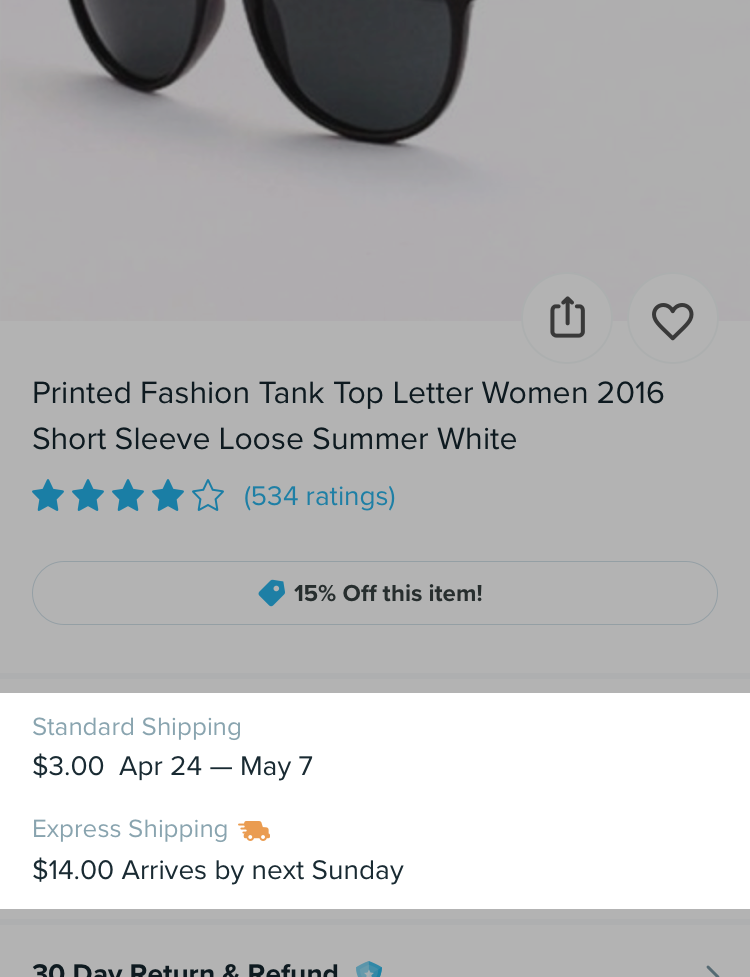 Printed Fashion Tank Top Letter Women 2016
Short Sleeve Loose Summer White
(534 ratings)
15% Off this item!
Standard Shipping
$3.00 Apr 24 — May 7
Express Shipping
$14.00 Arrives by next Sunday
30 Day Return & Refund